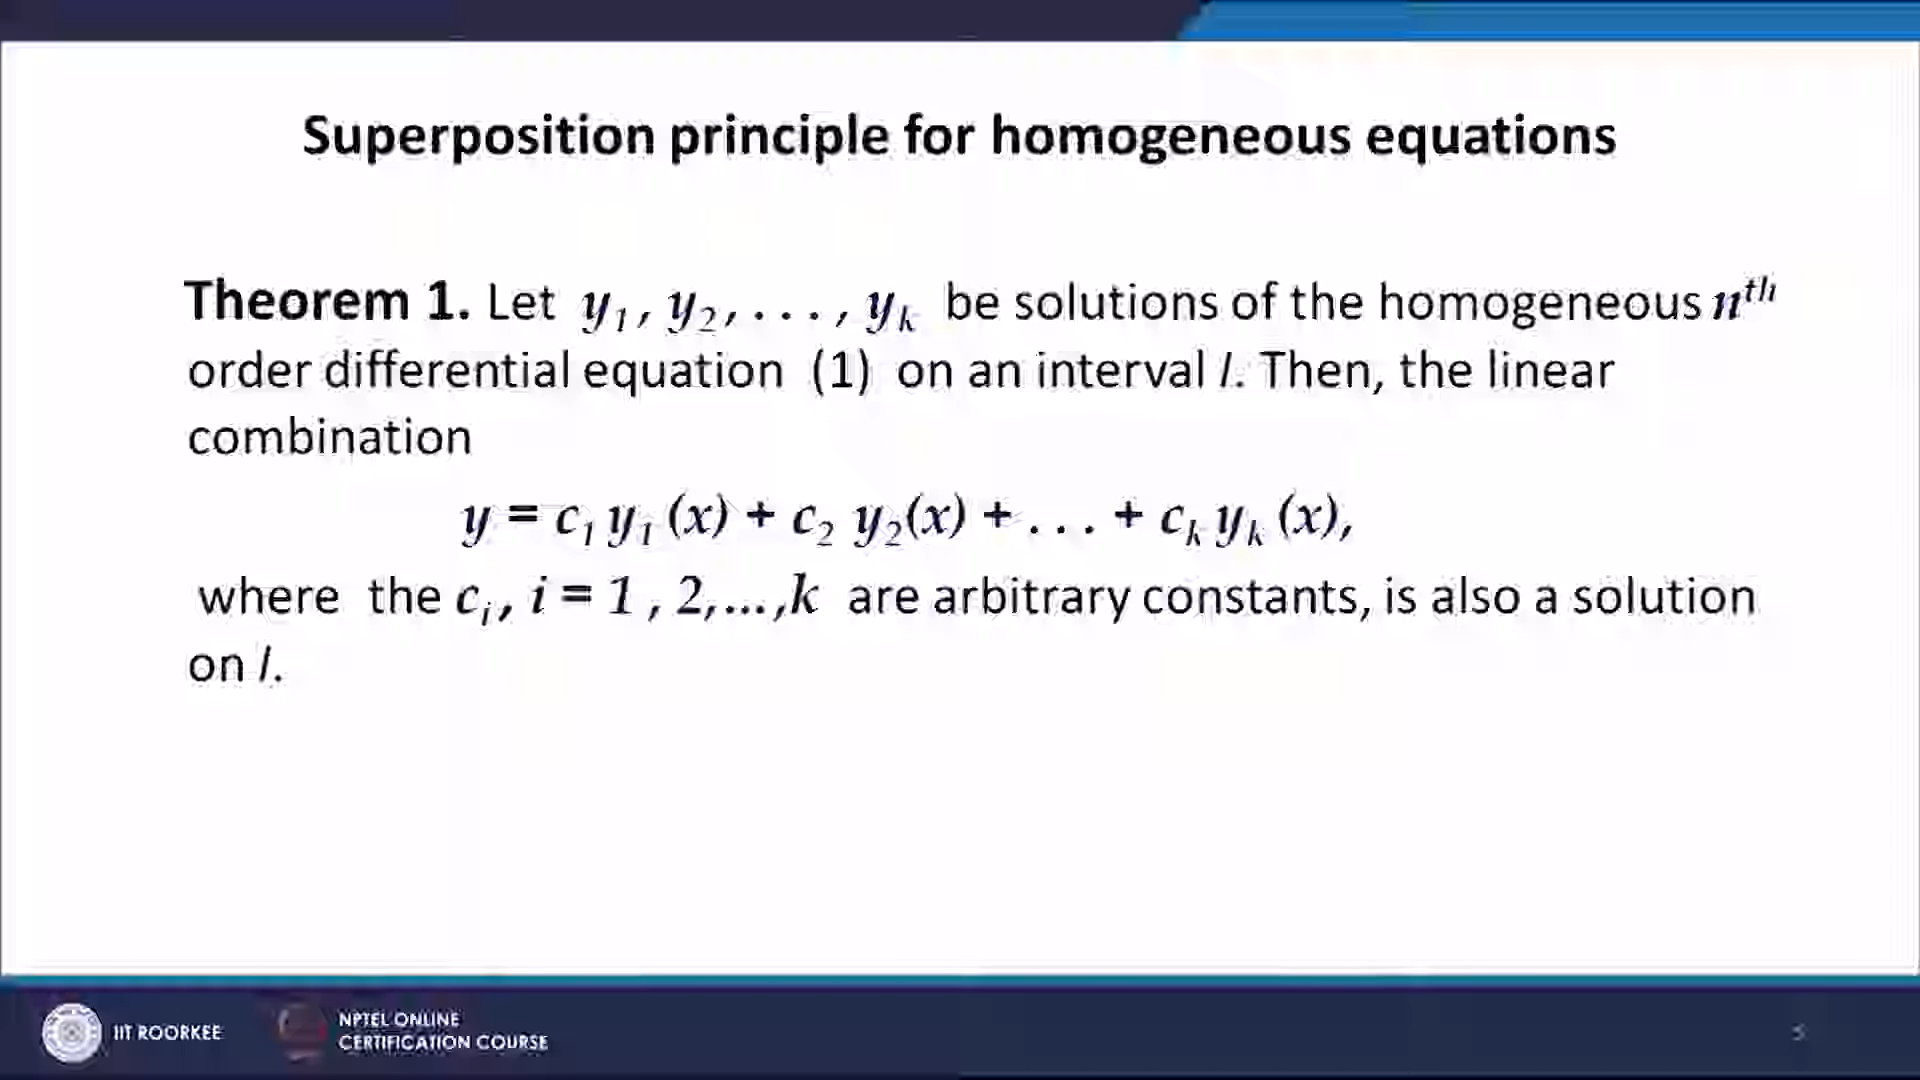 Superposition principle for homogeneous equations
Theorem 1. Let y₁, y₂, . . . , yₖ be solutions of the homogeneous nᵗʰ
order differential equation (1) on an interval I. Then, the linear
combination
y = c₁ y₁ (x) + c₂ y₂(x) + . . . + cₖ yₖ (x),
where the cᵢ, i = 1 , 2,...,k are arbitrary constants, is also a solution
on I.
IIT ROORKEE
NPTEL ONLINE
CERTIFICATION COURSE
5